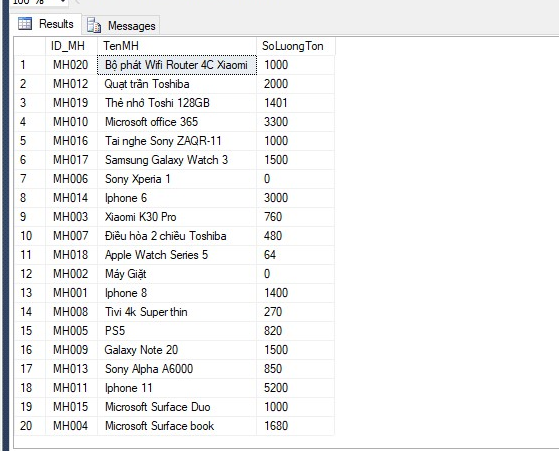 100 %
Results Messages
ID_MH TenMH SoLuongTon
1 MH020 Bộ phát Wifi Router 4C Xiaomi 1000
2 MH012 Quạt trần Toshiba 2000
3 MH019 Thẻ nhớ Toshi 128GB 1401
4 MH010 Microsoft office 365 3300
5 MH016 Tai nghe Sony ZAQR-11 1000
6 MH017 Samsung Galaxy Watch 3 1500
7 MH006 Sony Xperia 1 0
8 MH014 Iphone 6 3000
9 MH003 Xiaomi K30 Pro 760
10 MH007 Điều hòa 2 chiều Toshiba 480
11 MH018 Apple Watch Series 5 64
12 MH002 Máy Giặt 0
13 MH001 Iphone 8 1400
14 MH008 Tivi 4k Super thin 270
15 MH005 PS5 820
16 MH009 Galaxy Note 20 1500
17 MH013 Sony Alpha A6000 850
18 MH011 Iphone 11 5200
19 MH015 Microsoft Surface Duo 1000
20 MH004 Microsoft Surface book 1680